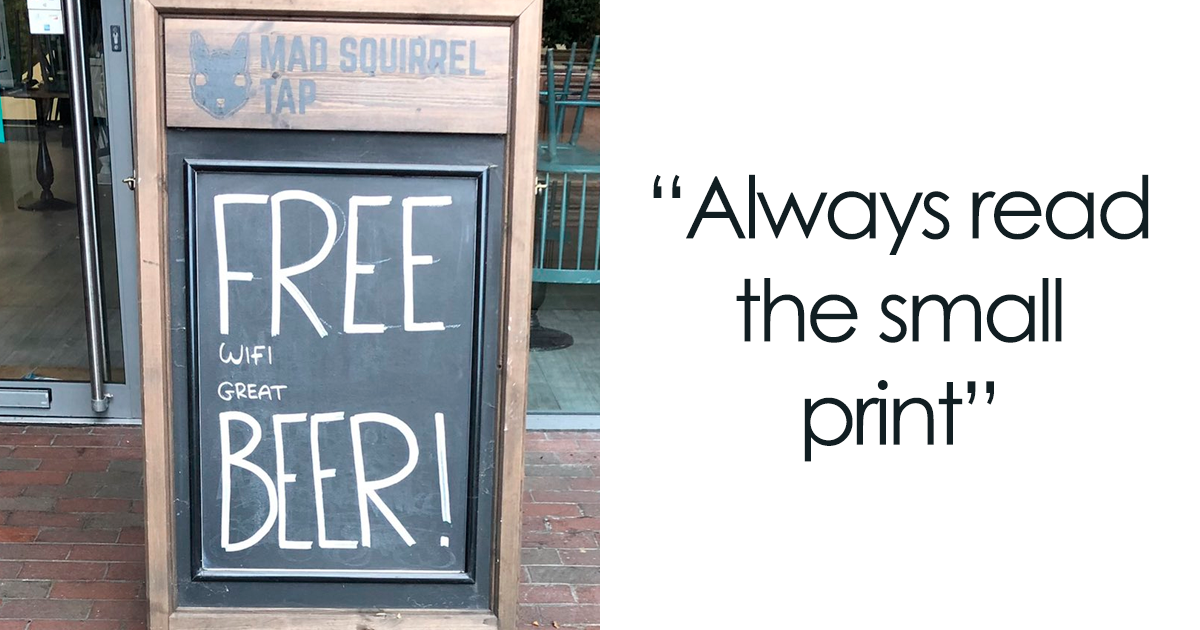 MAD SQUIRREL
TAP
FREE
WIFI
GREAT
BEER!
“Always read
the small
print”